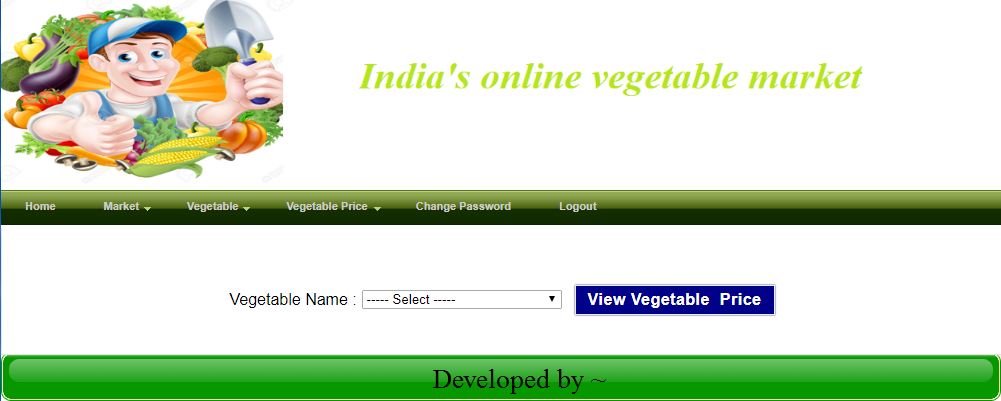 India's online vegetable market
Home Market Vegetable Vegetable Price Change Password Logout
Vegetable Name : ----- Select ----- View Vegetable  Price
Developed by ~